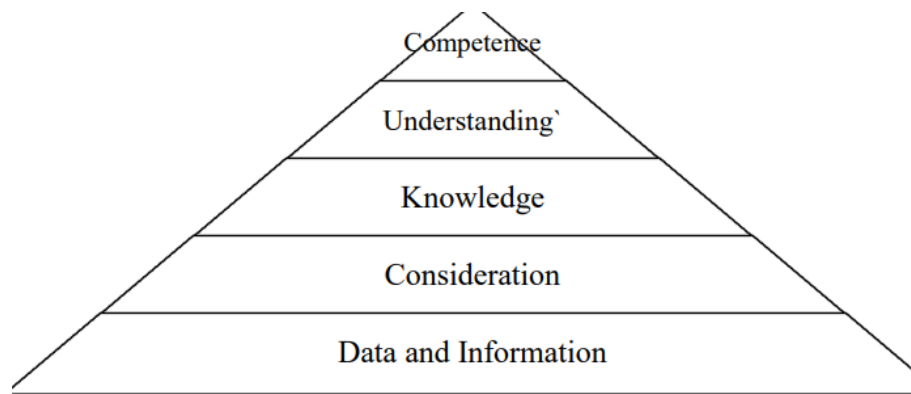 Competence
Understanding`
Knowledge
Consideration
Data and Information